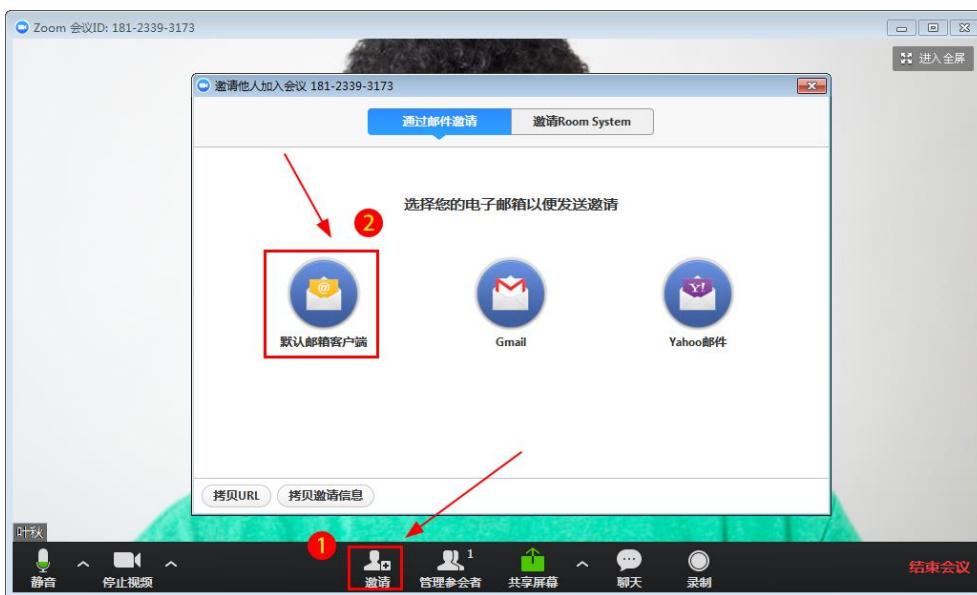 Zoom 会议ID: 181-2339-3173
进入全屏
邀请他人加入会议 181-2339-3173
通过邮件邀请
邀请Room System
选择您的电子邮箱以便发送邀请
2
@
Y!
默认邮箱客户端
Gmail
Yahoo邮件
拷贝URL
拷贝邀请信息
叶秋
1
1
静音
停止视频
邀请
管理参会者
共享屏幕
聊天
录制
结束会议